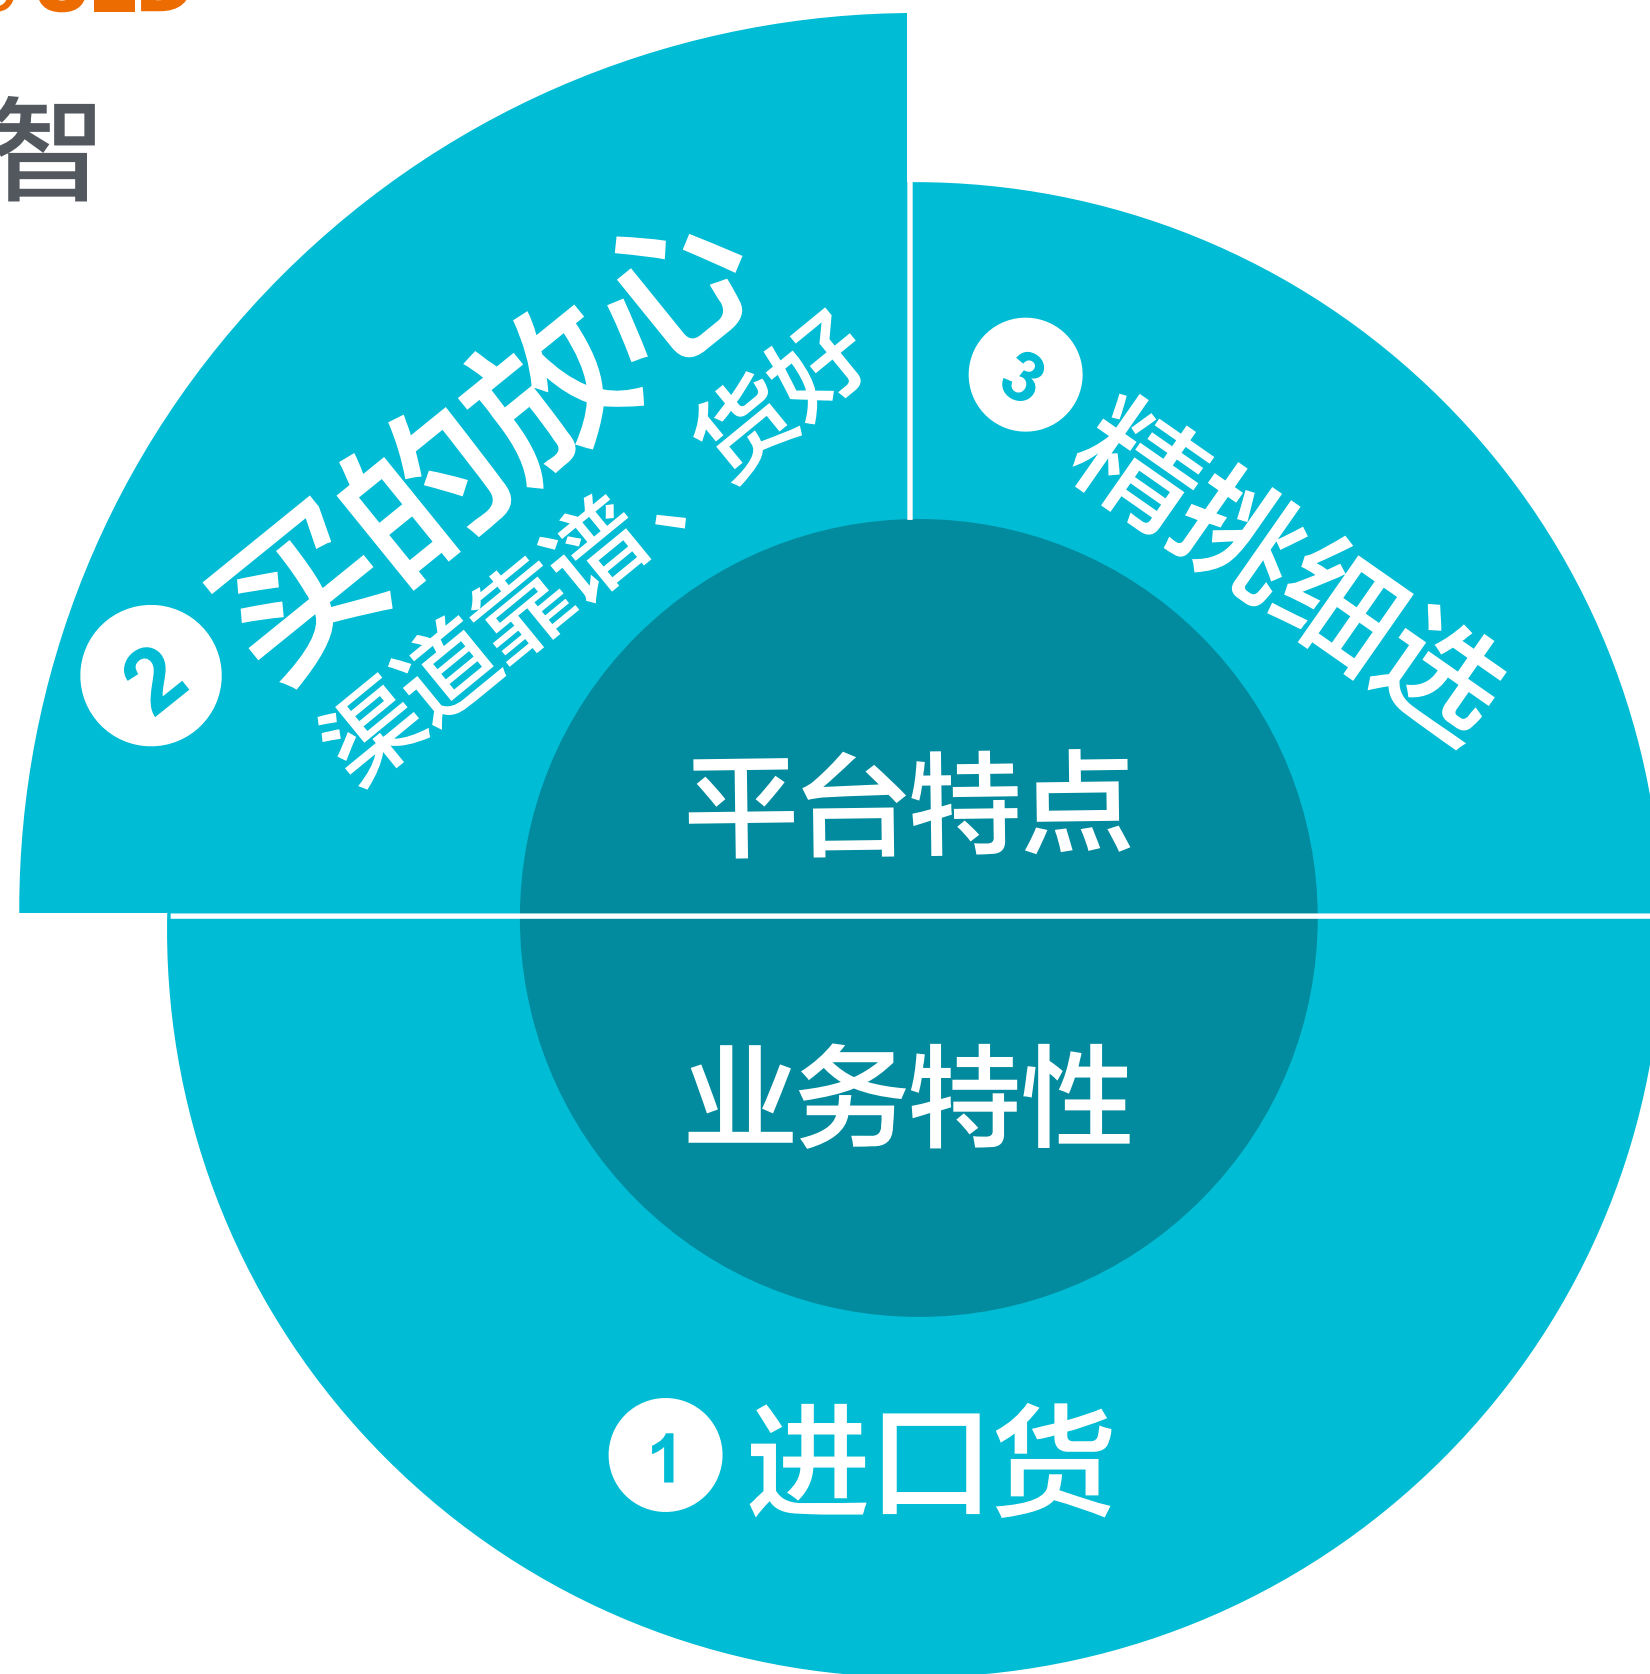 智
2 买的放心
渠道靠谱、货好
3 精挑细选
平台特点
业务特性
1 进口货